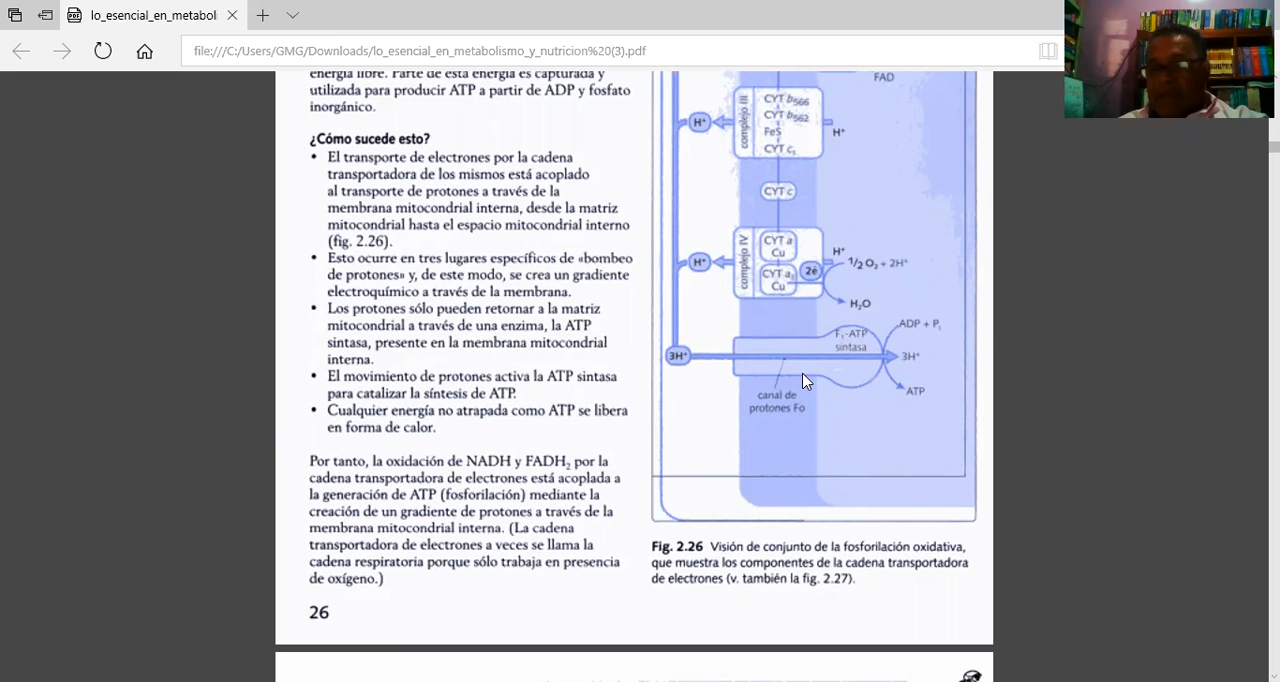 lo_esencial_en_metaboli
file:///C:/Users/GMG/Downloads/lo_esencial_en_metabolismo_y_nutricion%20(3).pdf
energía libre. Parte de esta energía es capturada y
utilizada para producir ATP a partir de ADP y fosfato
inorgánico.
¿Cómo sucede esto?
• El transporte de electrones por la cadena
transportadora de los mismos está acoplado
al transporte de protones a través de la
membrana mitocondrial interna, desde la matriz
mitocondrial hasta el espacio mitocondrial interno
(fig. 2.26).
• Esto ocurre en tres lugares específicos de «bombeo
de protones» y, de este modo, se crea un gradiente
electroquímico a través de la membrana.
• Los protones sólo pueden retornar a la matriz
mitocondrial a través de una enzima, la ATP
sintasa, presente en la membrana mitocondrial
interna.
• El movimiento de protones activa la ATP sintasa
para catalizar la síntesis de ATP.
• Cualquier energía no atrapada como ATP se libera
en forma de calor.
Por tanto, la oxidación de NADH y FADH₂ por la
cadena transportadora de electrones está acoplada a
la generación de ATP (fosforilación) mediante la
creación de un gradiente de protones a través de la
membrana mitocondrial interna. (La cadena
transportadora de electrones a veces se llama la
cadena respiratoria porque sólo trabaja en presencia
de oxígeno.)
26
FAD
complejo III
CYT b₅₆₆
CYT b₅₆₂
FeS
CYT c₁
H⁺
H⁺
CYT c
complejo IV
CYT a
Cu
CYT a₃
Cu
2e
H⁺
H⁺
1/2 O₂ + 2H⁺
H₂O
3H⁺
F₁-ATP
sintasa
ADP + Pᵢ
3H⁺
ATP
canal de
protones Fo
Fig. 2.26 Visión de conjunto de la fosforilación oxidativa,
que muestra los componentes de la cadena transportadora
de electrones (v. también la fig. 2.27).